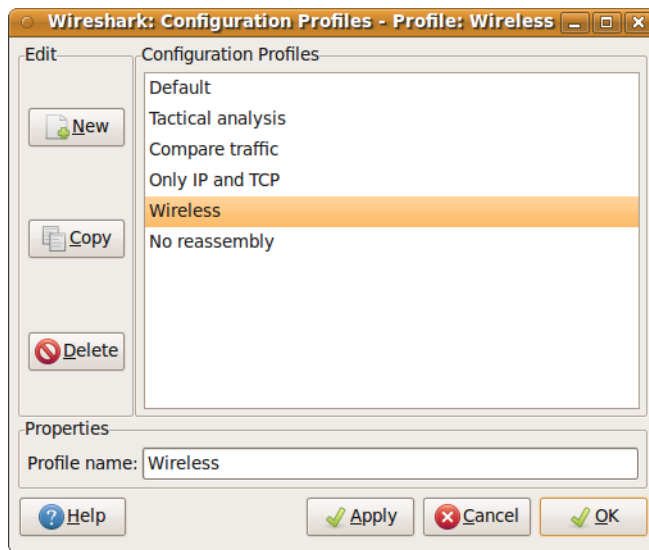 Wireshark: Configuration Profiles - Profile: Wireless
Edit
New
Copy
Delete
Configuration Profiles
Default
Tactical analysis
Compare traffic
Only IP and TCP
Wireless
No reassembly
Properties
Profile name: Wireless
Help
Apply
Cancel
OK